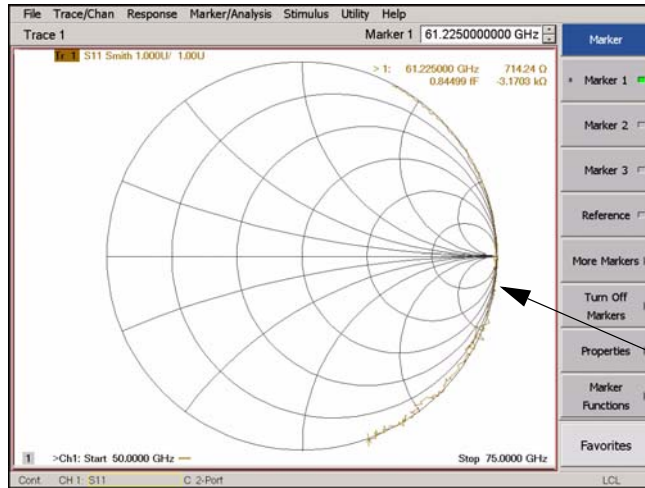 File Trace/Chan Response Marker/Analysis Stimulus Utility Help
Trace 1 Marker 1 61.2250000000 GHz
Marker
Tr 1 S11 Smith 1.000U/ 1.00U
> 1: 61.225000 GHz 714.24 Ω
0.84499 fF -3.1703 kΩ
Marker 1
Marker 2
Marker 3
Reference
More Markers
Turn Off
Markers
Properties
Marker
Functions
Favorites
1 >Ch1: Start 50.0000 GHz Stop 75.0000 GHz
Cont. CH 1: S11 C 2-Port LCL